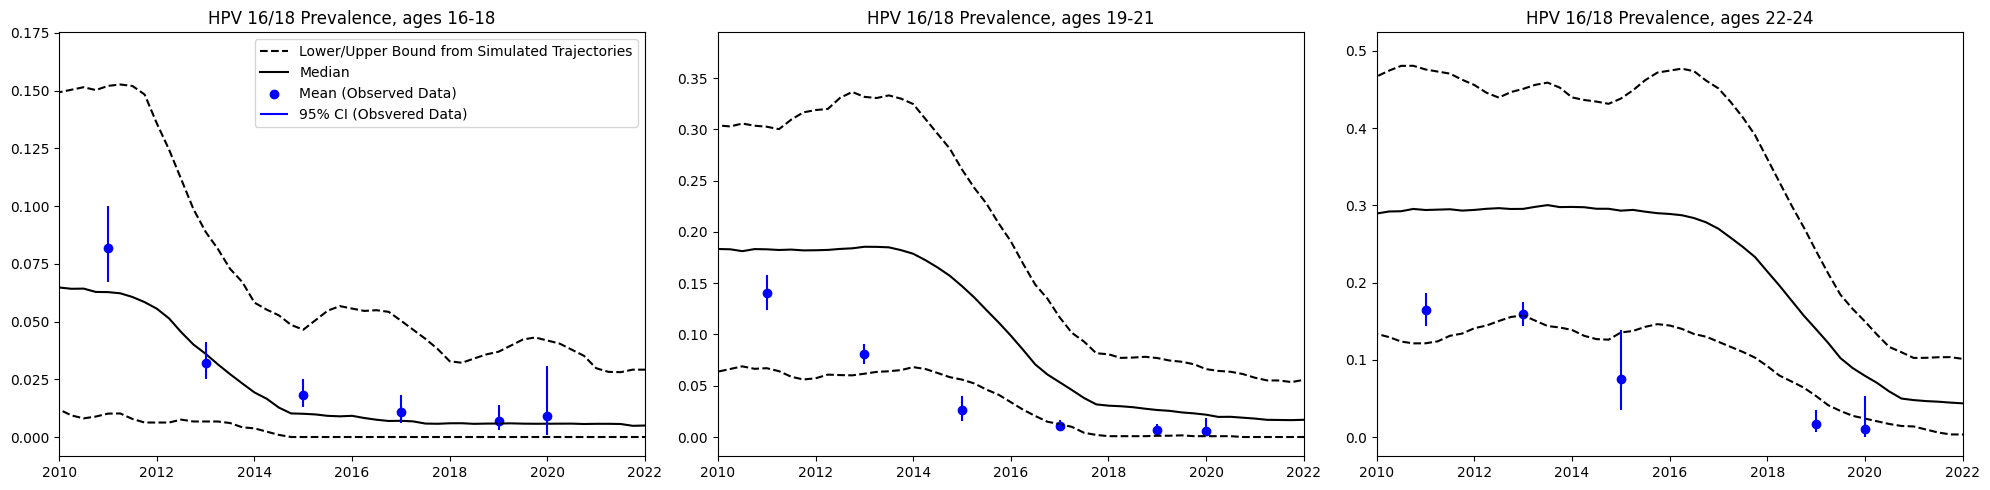 HPV 16/18 Prevalence, ages 16-18
0.175
0.150
0.125
0.100
0.075
0.050
0.025
0.000
2010 2012 2014 2016 2018 2020 2022
Lower/Upper Bound from Simulated Trajectories
Median
Mean (Observed Data)
95% CI (Obsvered Data)
HPV 16/18 Prevalence, ages 19-21
0.35
0.30
0.25
0.20
0.15
0.10
0.05
0.00
2010 2012 2014 2016 2018 2020 2022
HPV 16/18 Prevalence, ages 22-24
0.5
0.4
0.3
0.2
0.1
0.0
2010 2012 2014 2016 2018 2020 2022